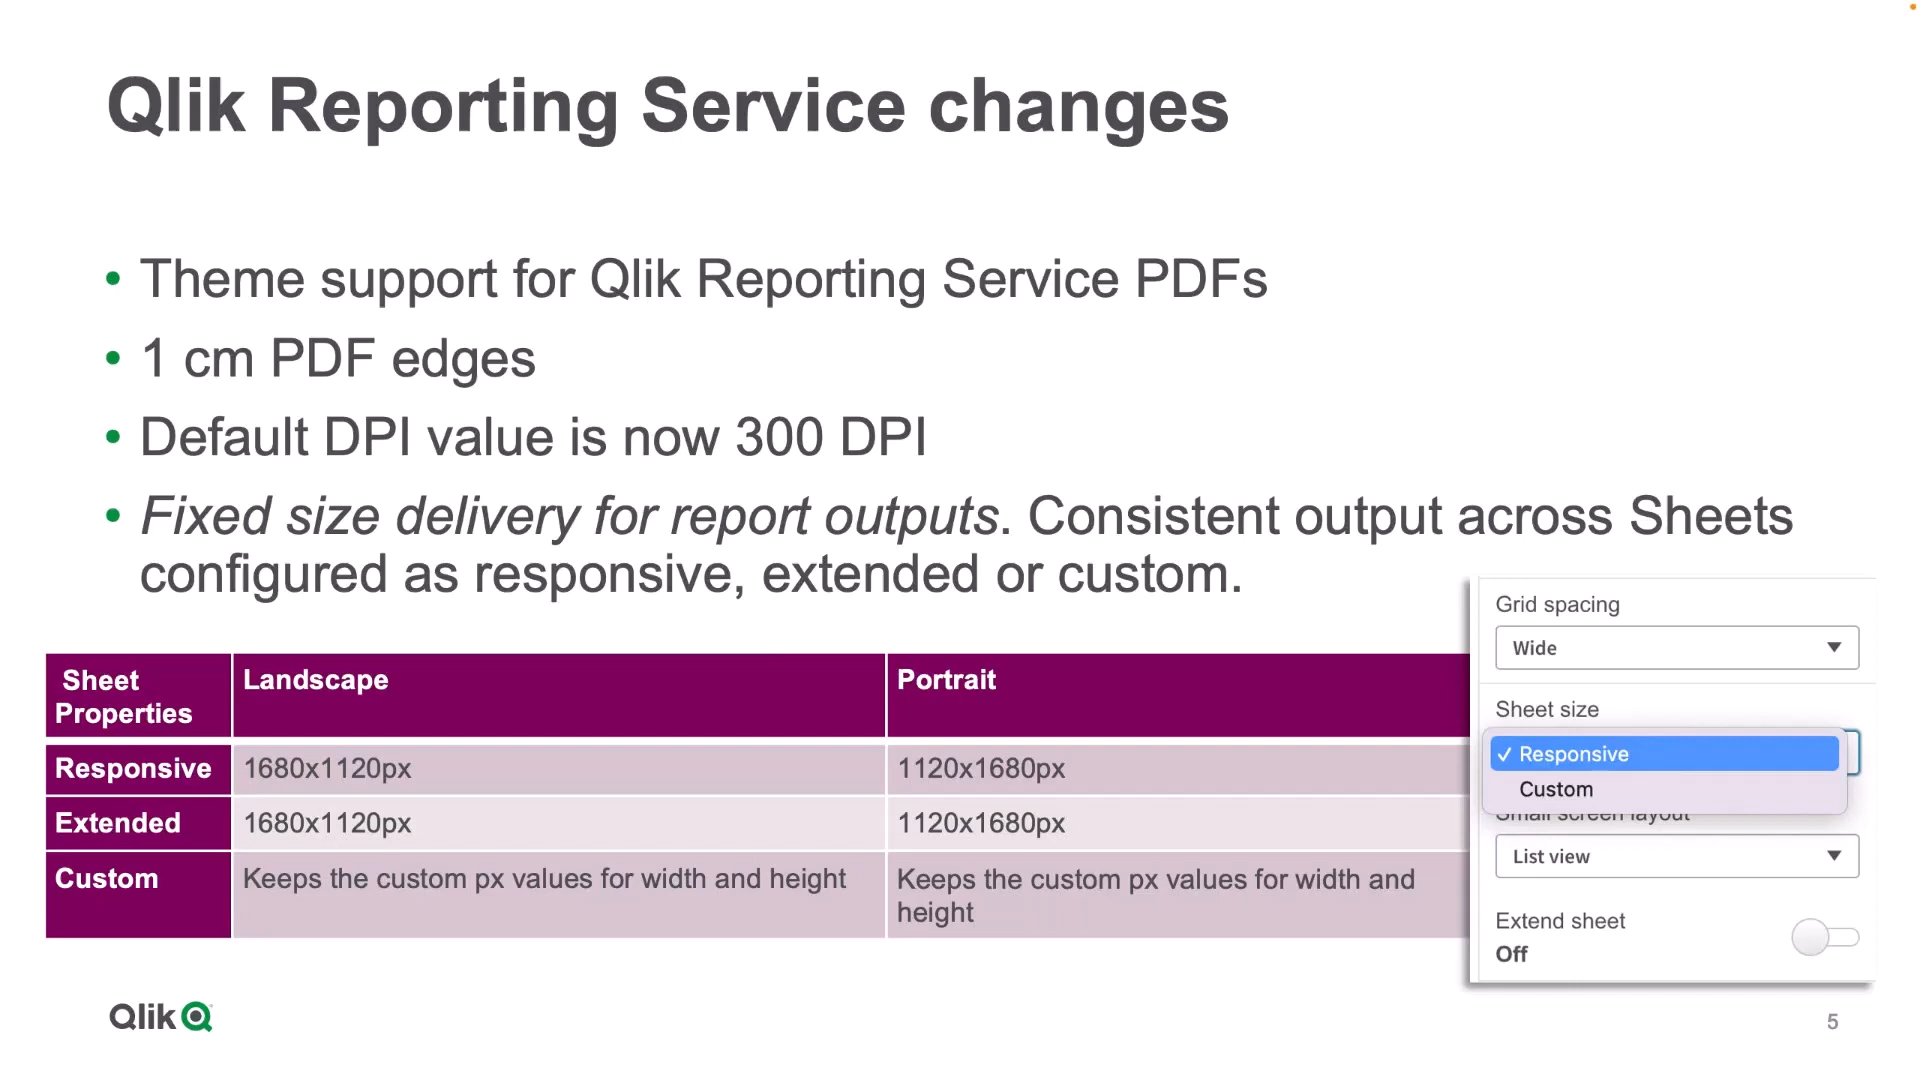 Qlik Reporting Service changes
• Theme support for Qlik Reporting Service PDFs
• 1 cm PDF edges
• Default DPI value is now 300 DPI
• Fixed size delivery for report outputs. Consistent output across Sheets
configured as responsive, extended or custom.
Sheet
Properties
Landscape
Portrait
Responsive
1680x1120px
1120x1680px
Extended
1680x1120px
1120x1680px
Custom
Keeps the custom px values for width and height
Keeps the custom px values for width and
height
Grid spacing
Wide
Sheet size
✓ Responsive
Custom
Small screen layout
List view
Extend sheet
Off
Qlik
5